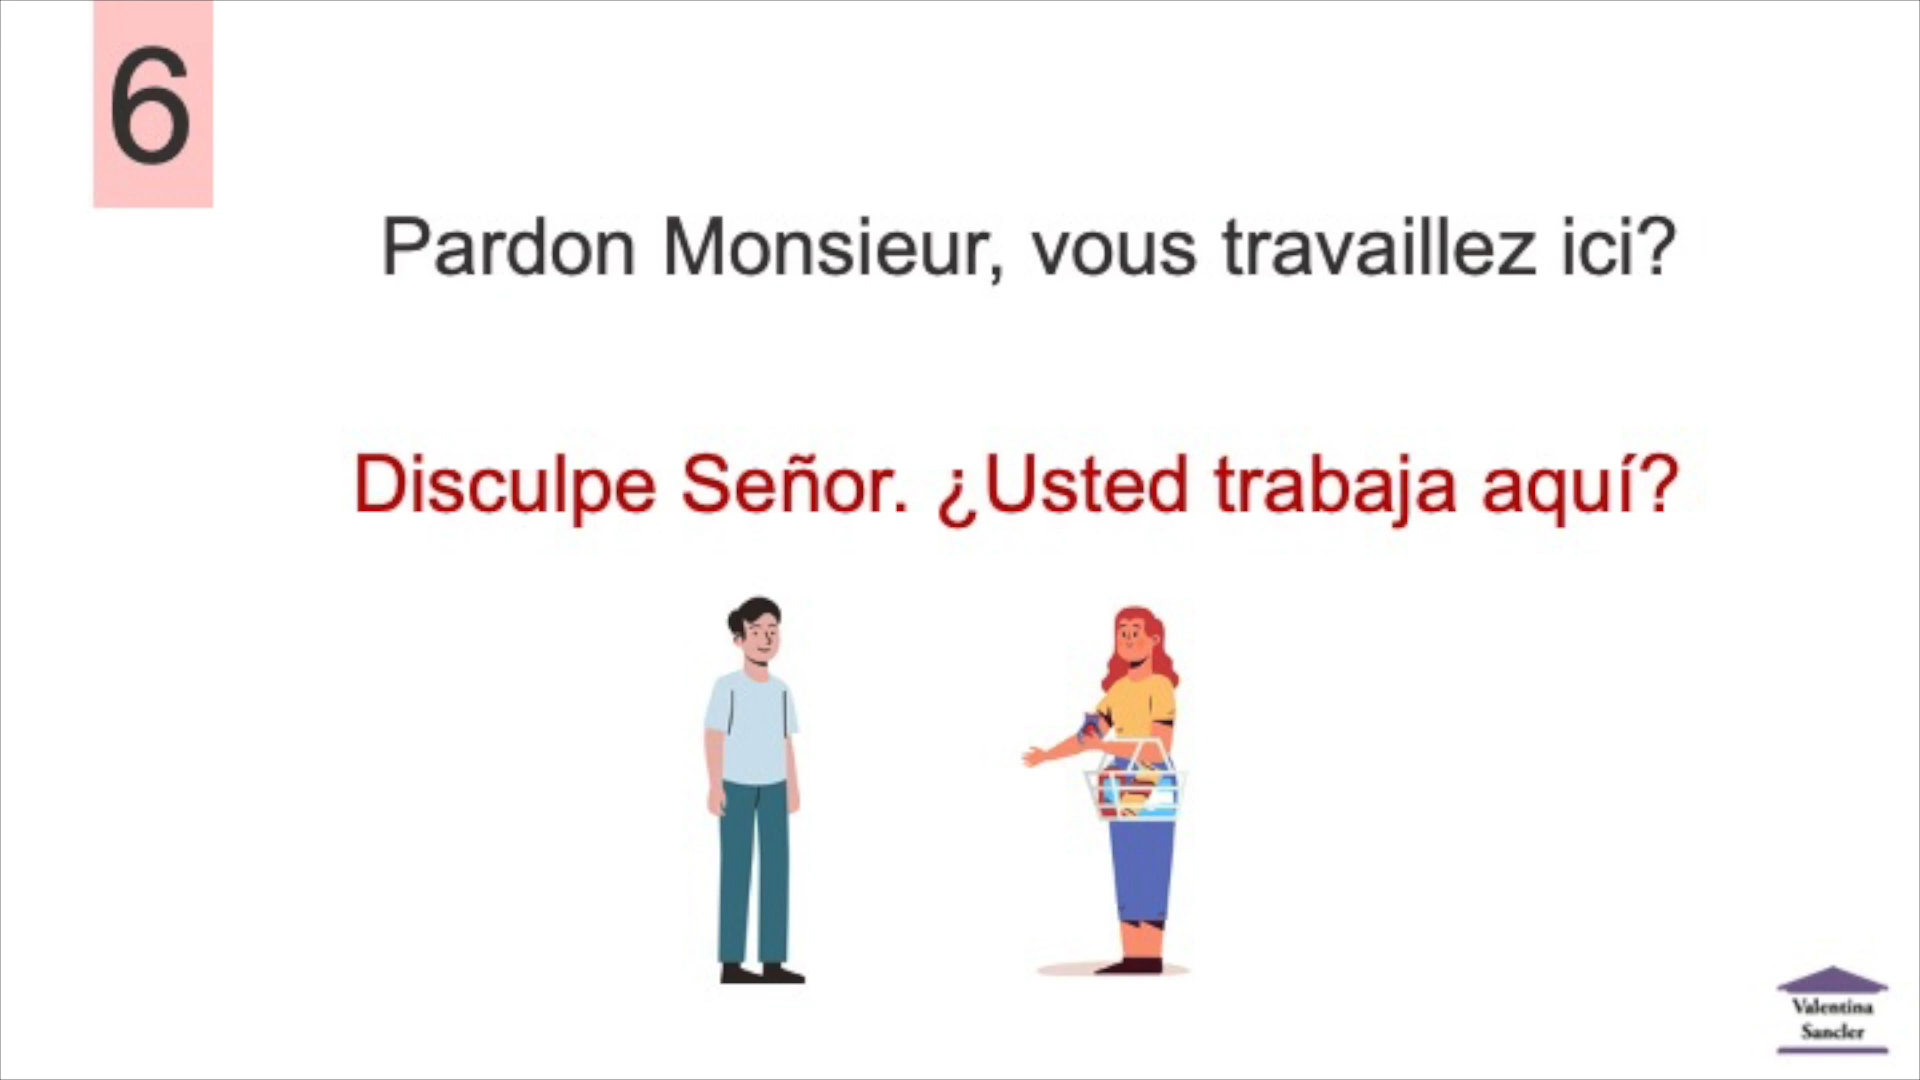 6
Pardon Monsieur, vous travaillez ici?
Disculpe Señor. ¿Usted trabaja aquí?
Valentina
Sancler